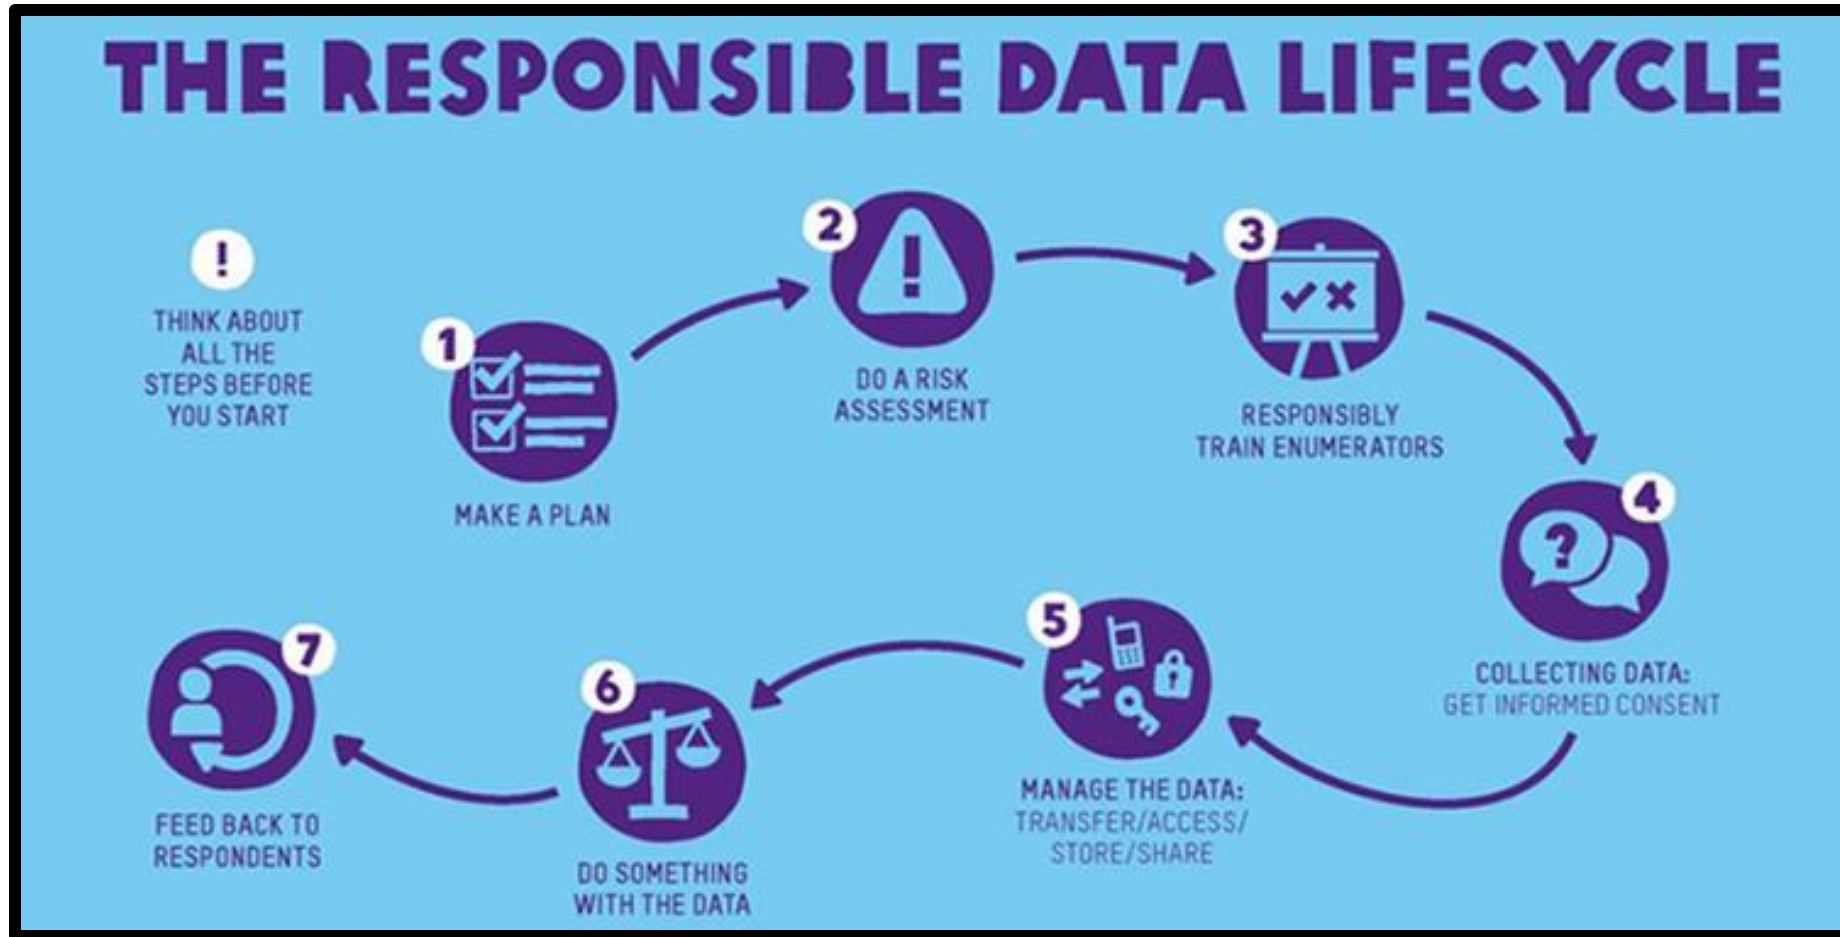 THE RESPONSIBLE DATA LIFECYCLE
!
THINK ABOUT
ALL THE
STEPS BEFORE
YOU START
1
MAKE A PLAN
2
!
DO A RISK
ASSESSMENT
3
RESPONSIBLY
TRAIN ENUMERATORS
4
?
COLLECTING DATA:
GET INFORMED CONSENT
5
MANAGE THE DATA:
TRANSFER/ACCESS/
STORE/SHARE
6
DO SOMETHING
WITH THE DATA
7
FEED BACK TO
RESPONDENTS